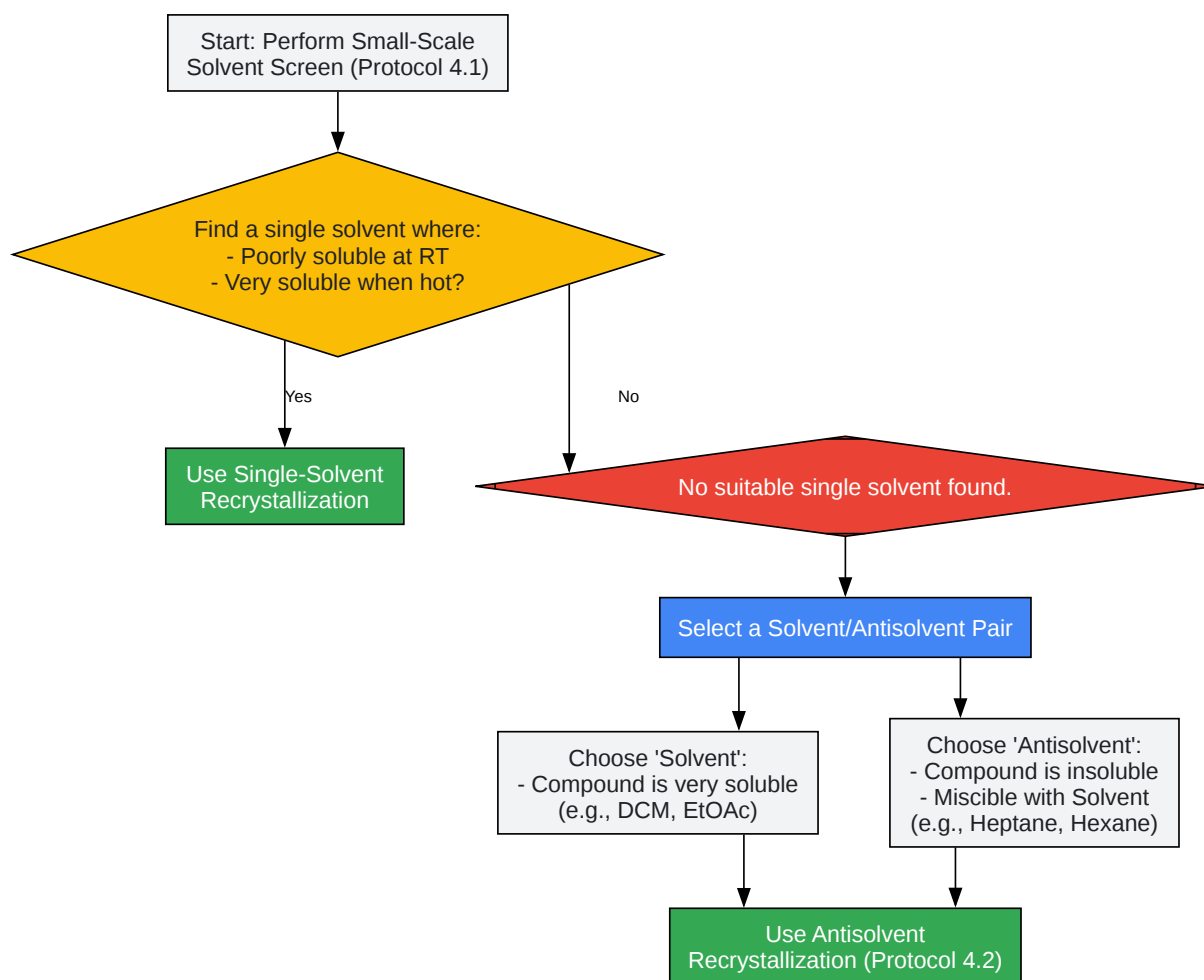 Start: Perform Small-Scale
Solvent Screen (Protocol 4.1)
Find a single solvent where:
- Poorly soluble at RT
- Very soluble when hot?
Yes
No
Use Single-Solvent
Recrystallization
No suitable single solvent found.
Select a Solvent/Antisolvent Pair
Choose 'Solvent':
- Compound is very soluble
(e.g., DCM, EtOAc)
Choose 'Antisolvent':
- Compound is insoluble
- Miscible with Solvent
(e.g., Heptane, Hexane)
Use Antisolvent
Recrystallization (Protocol 4.2)